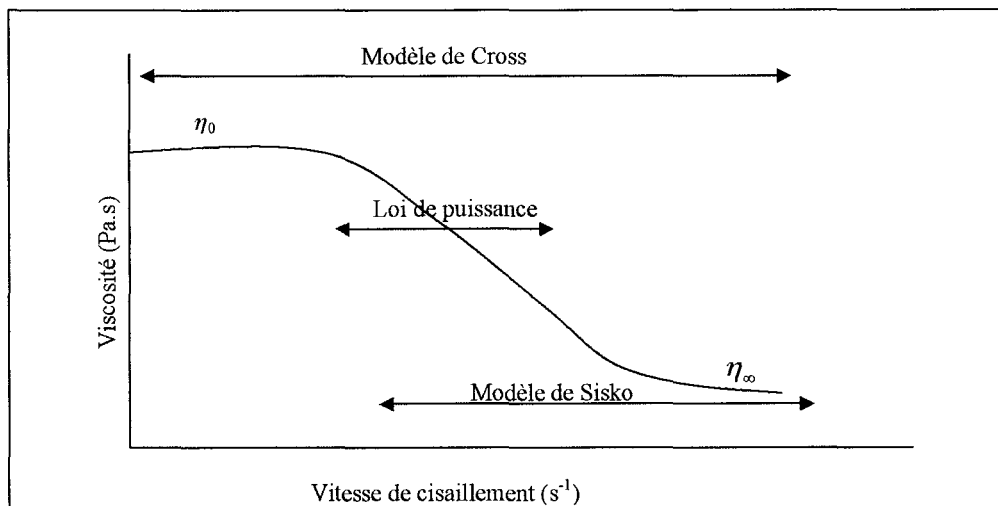 Modèle de Cross
η₀
Loi de puissance
Viscosité (Pa.s)
η∞
Modèle de Sisko
Vitesse de cisaillement (s⁻¹)